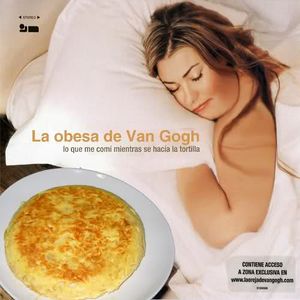 STEREO
La obesa de Van Gogh
lo que me comí mientras se hacía la tortilla
CONTIENE ACCESO
A ZONA EXCLUSIVA EN
www.laorejadevangogh.com